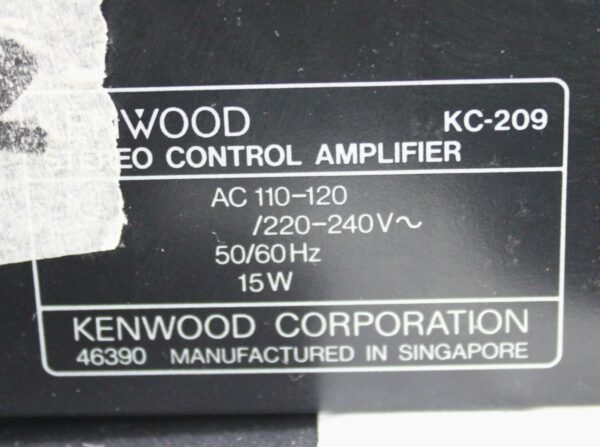 WOOD KC-209
STEREO CONTROL AMPLIFIER
AC 110–120
/220–240V~
50/60Hz
15W
KENWOOD CORPORATION
46390 MANUFACTURED IN SINGAPORE